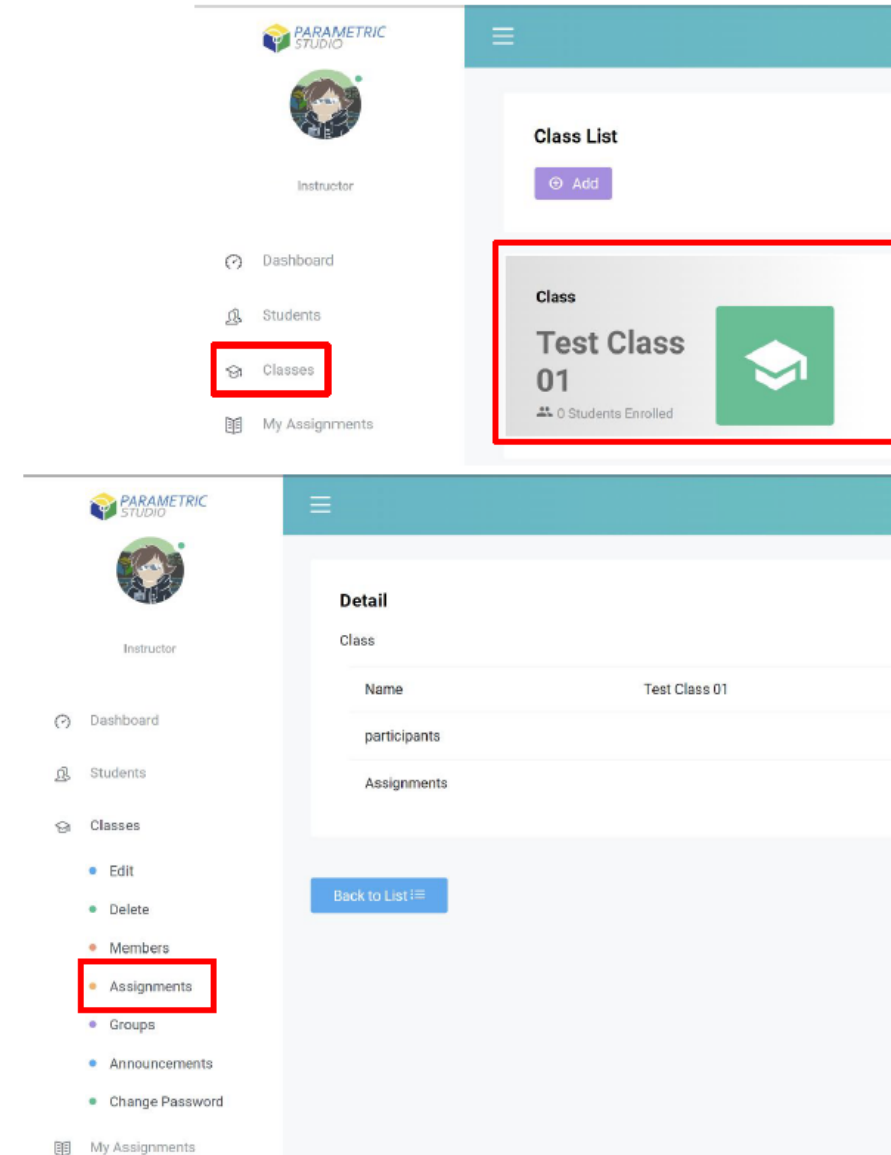 PARAMETRIC
STUDIO
Instructor
Dashboard
Students
Classes
My Assignments
Class List
Add
Class
Test Class
01
0 Students Enrolled
PARAMETRIC
STUDIO
Instructor
Dashboard
Students
Classes
Edit
Delete
Members
Assignments
Groups
Announcements
Change Password
My Assignments
Detail
Class
Name Test Class 01
participants
Assignments
Back to List